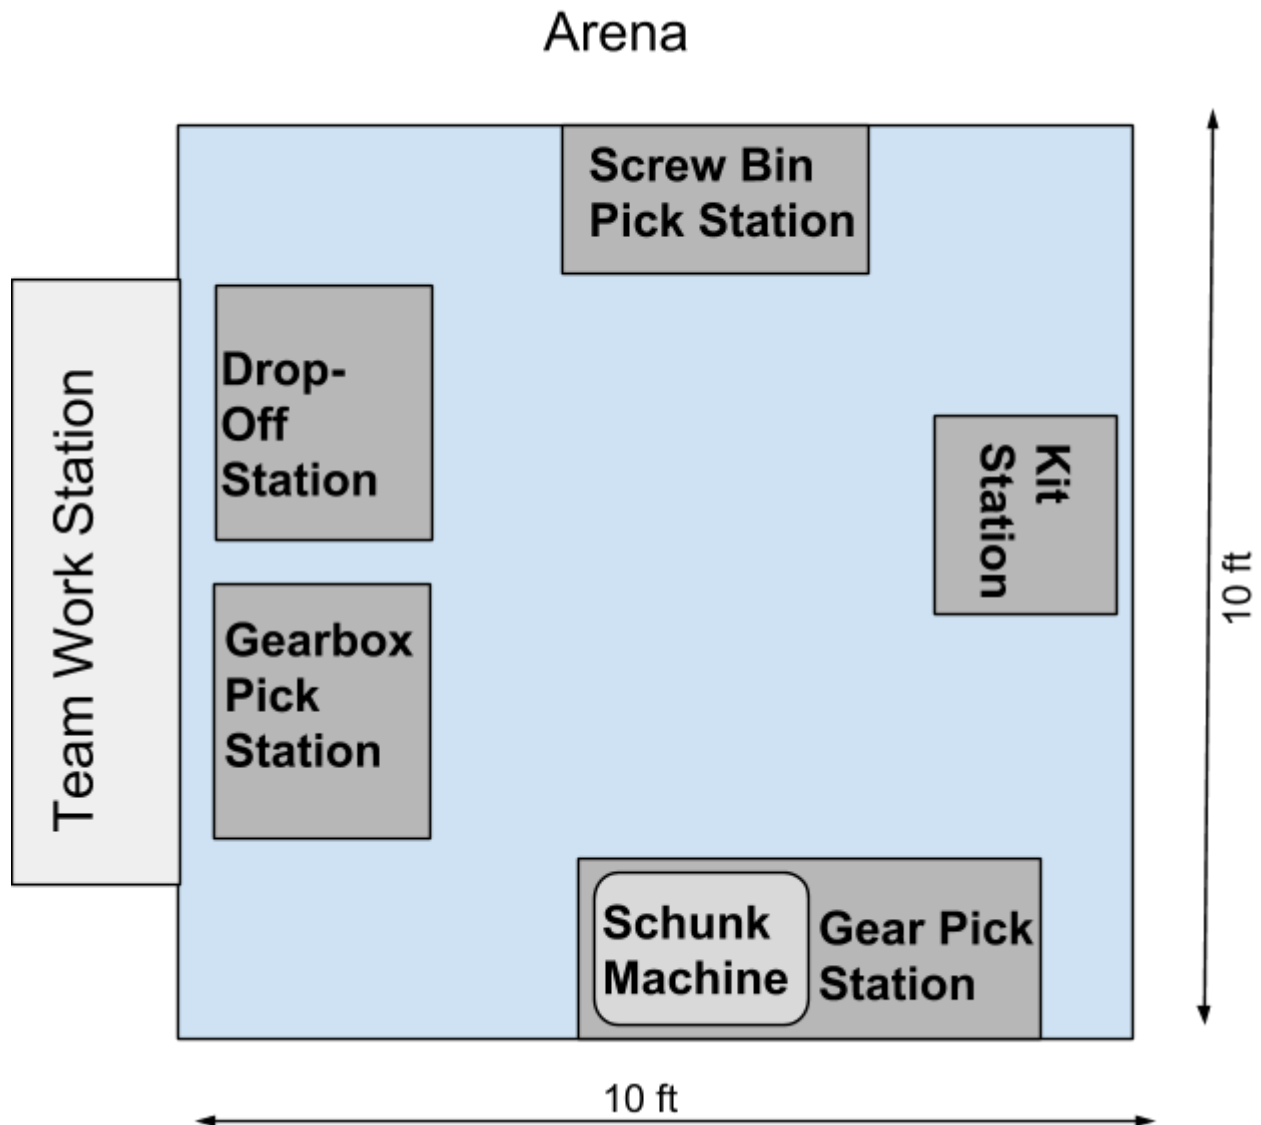 Arena
Screw Bin
Pick Station
Drop-
Off
Station
Team Work Station
Kit
Station
10 ft
Gearbox
Pick
Station
Schunk
Machine
Gear Pick
Station
10 ft